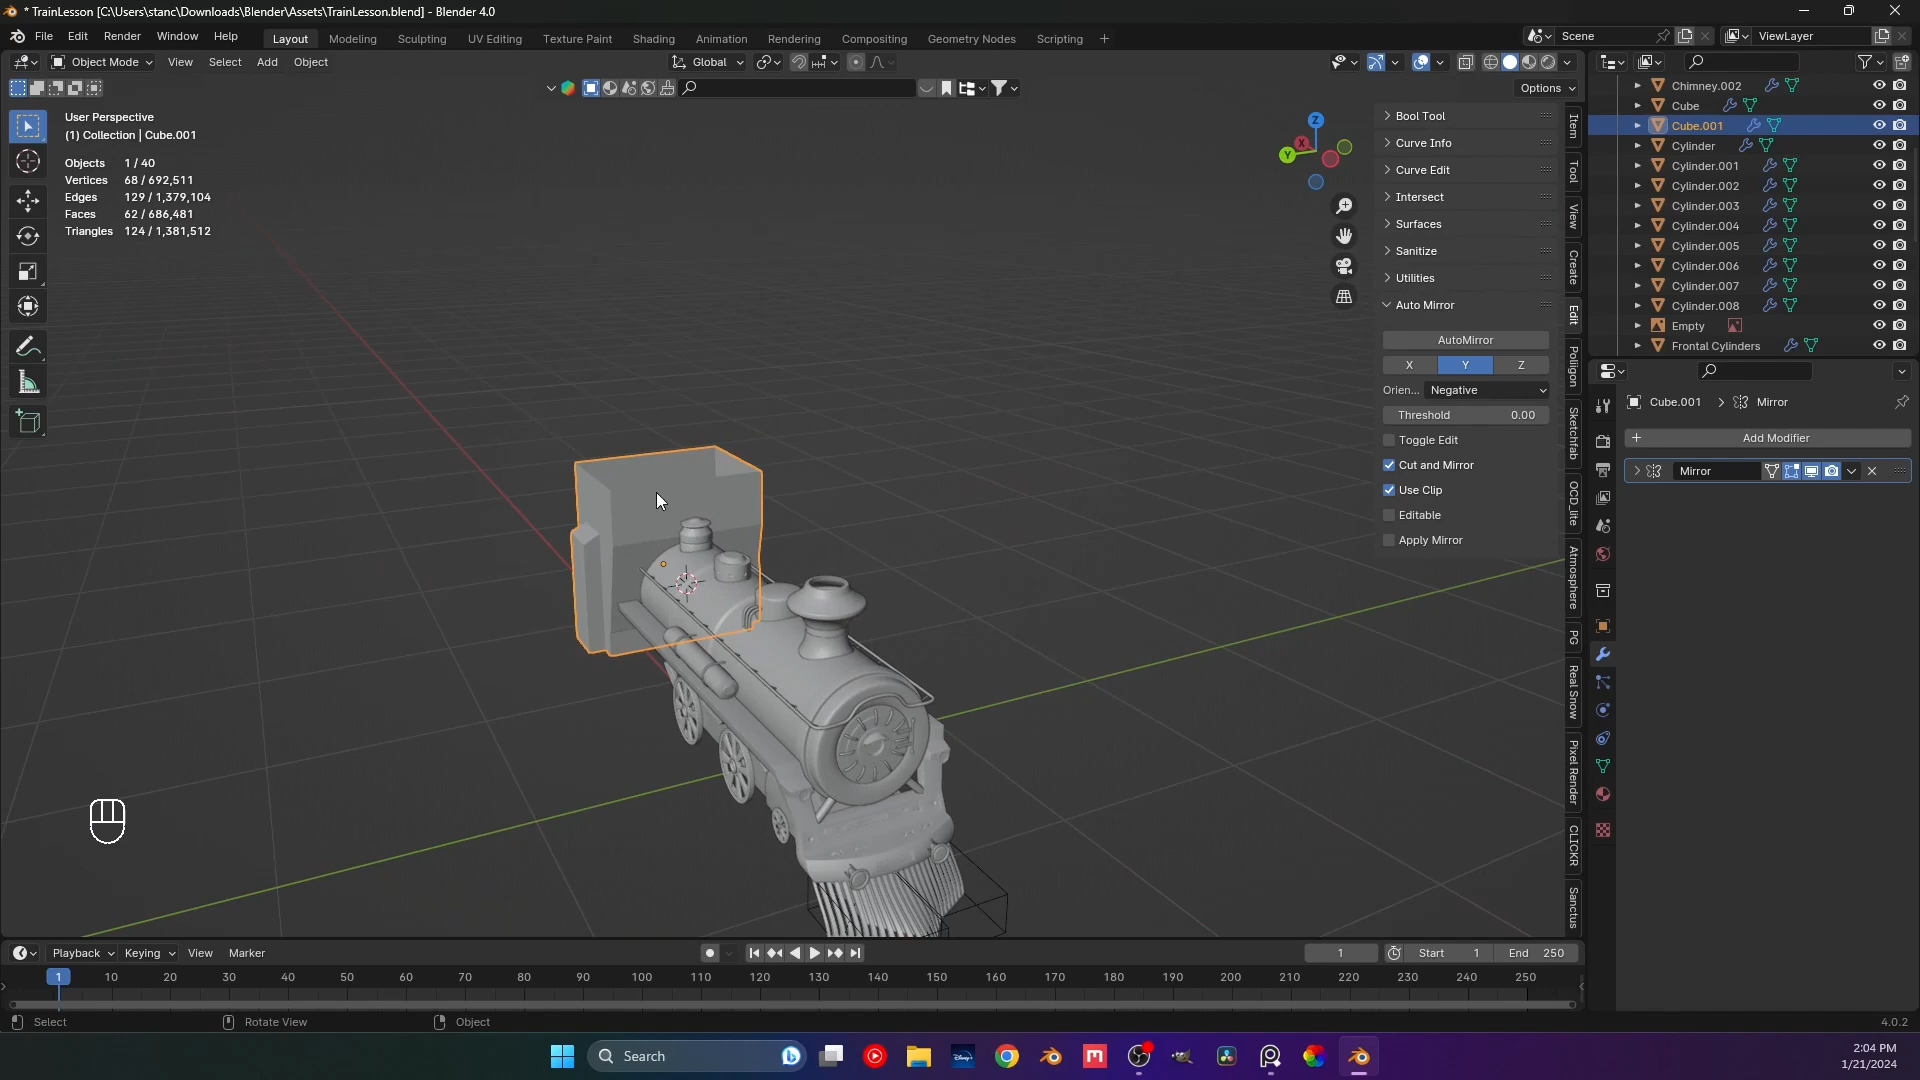 * TrainLesson [C:\Users\stanc\Downloads\Blender\Assets\TrainLesson.blend] - Blender 4.0
File Edit Render Window Help
Layout Modeling Sculpting UV Editing Texture Paint Shading Animation Rendering Compositing Geometry Nodes Scripting +
Scene
ViewLayer
Object Mode View Select Add Object
Global
Options
User Perspective
(1) Collection | Cube.001
Objects 1 / 40
Vertices 68 / 692,511
Edges 129 / 1,379,104
Faces 62 / 686,481
Triangles 124 / 1,381,512
Z
X
Y
Bool Tool
Curve Info
Curve Edit
Intersect
Surfaces
Sanitize
Utilities
Auto Mirror
AutoMirror
X Y Z
Orien... Negative
Threshold 0.00
Toggle Edit
Cut and Mirror
Use Clip
Editable
Apply Mirror
Item
Tool
View
Create
Edit
Poliigon
Sketchfab
OCD_lite
Atmosphere
PG
Real Snow
Pixel Render
CLICKR
Sanctus
Chimney.002
Cube
Cube.001
Cylinder
Cylinder.001
Cylinder.002
Cylinder.003
Cylinder.004
Cylinder.005
Cylinder.006
Cylinder.007
Cylinder.008
Empty
Frontal Cylinders
Cube.001 > Mirror
+ Add Modifier
Mirror
Playback Keying View Marker
1 Start 1 End 250
1 10 20 30 40 50 60 70 80 90 100 110 120 130 140 150 160 170 180 190 200 210 220 230 240 250
Select Rotate View Object
4.0.2
Search
Disney+
2:04 PM
1/21/2024